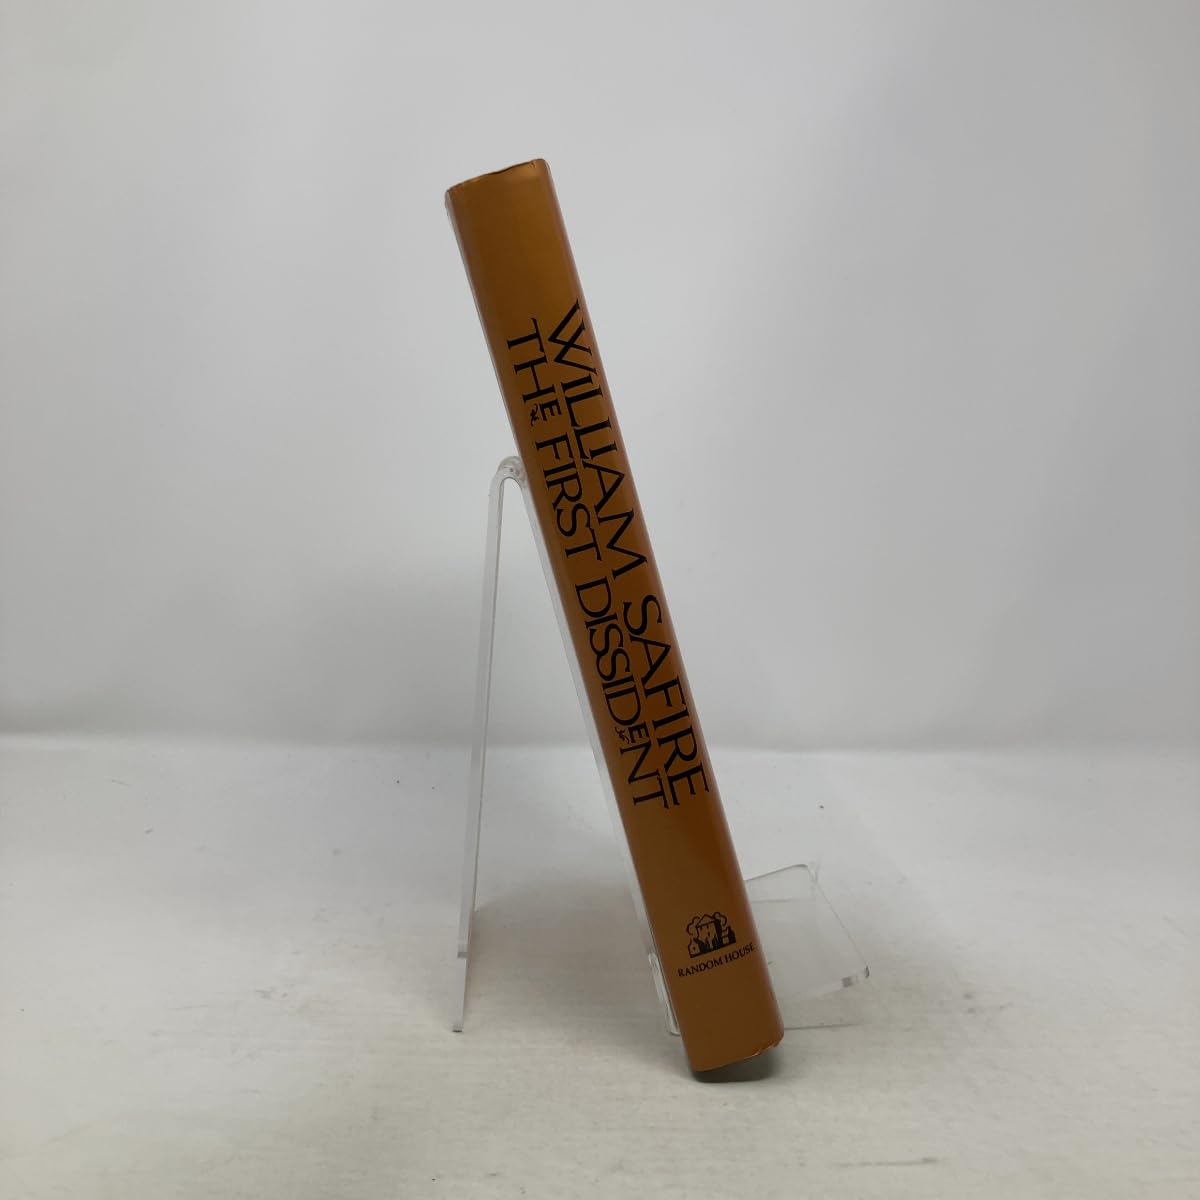 WILLIAM SAFIRE
THE FIRST DISSIDENT
RANDOM HOUSE